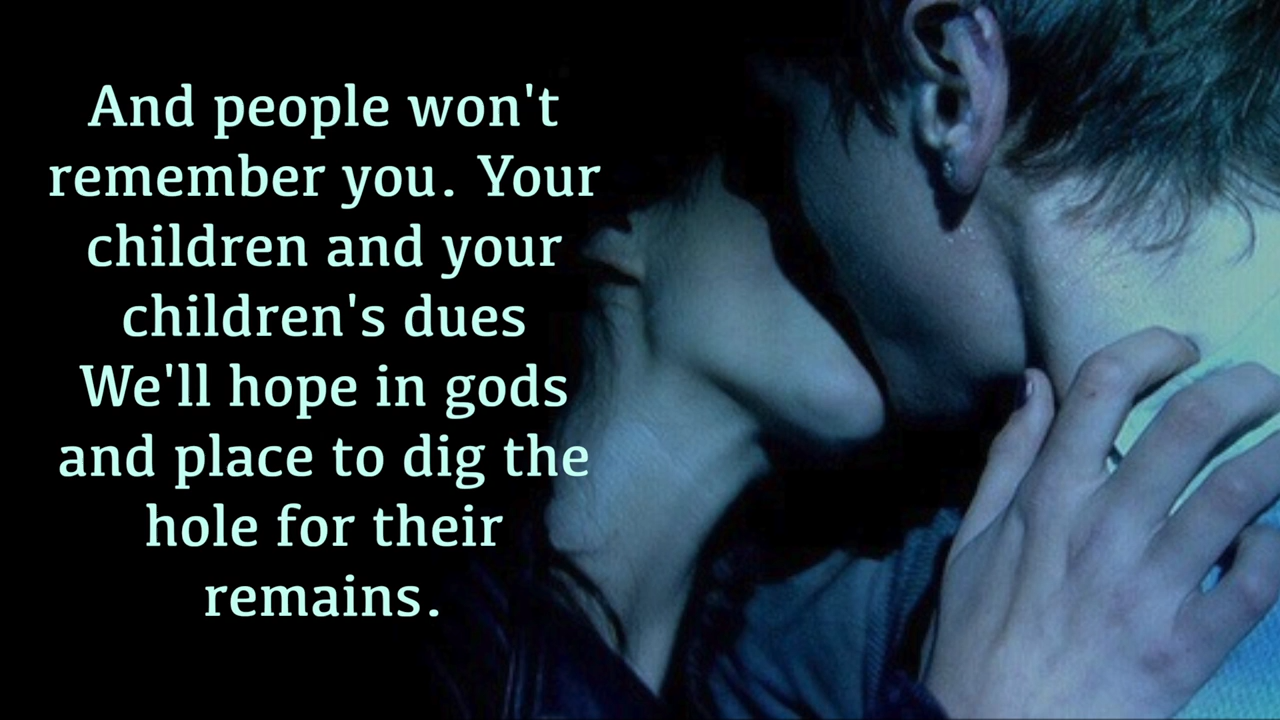 And people won't
remember you. Your
children and your
children's dues
We'll hope in gods
and place to dig the
hole for their
remains.